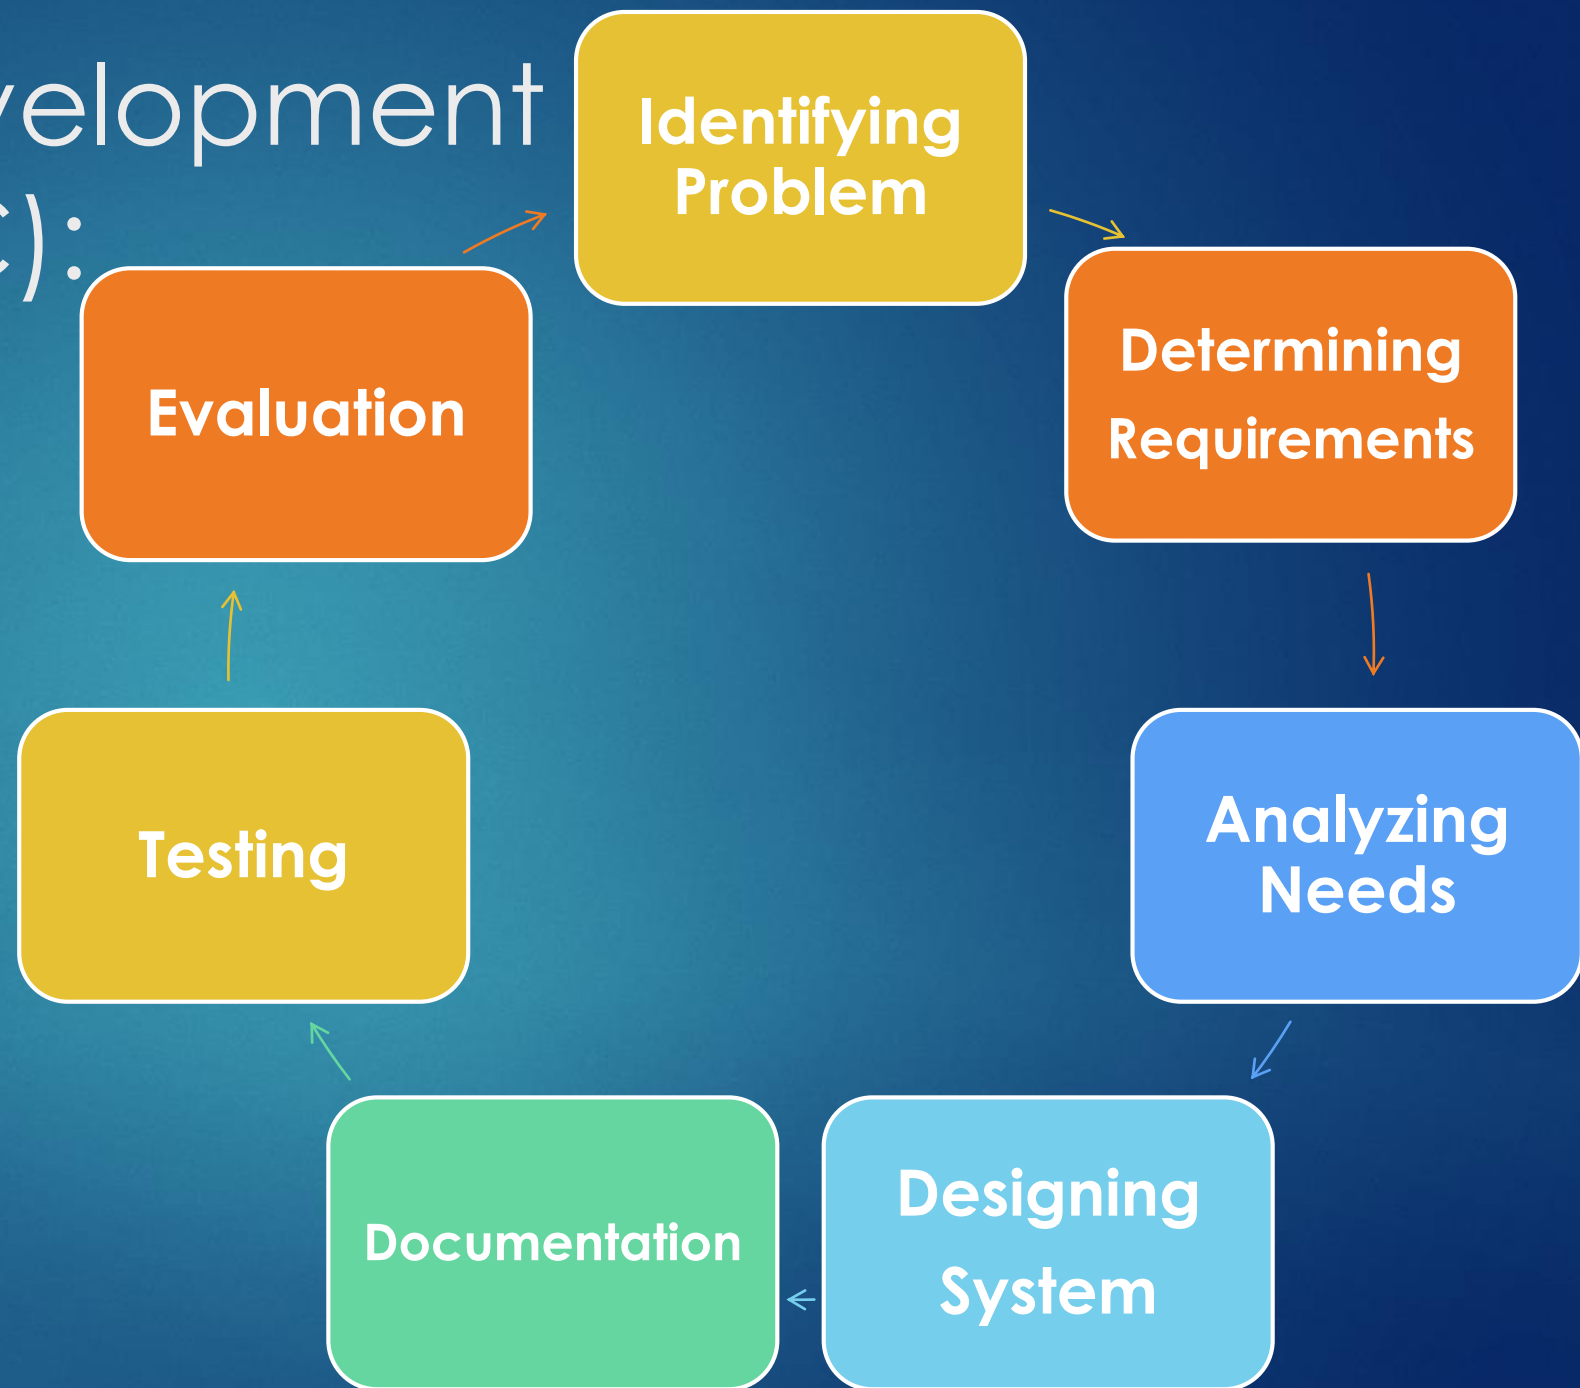 velopment
):
Identifying
Problem
Determining
Requirements
Analyzing
Needs
Designing
System
Documentation
Testing
Evaluation